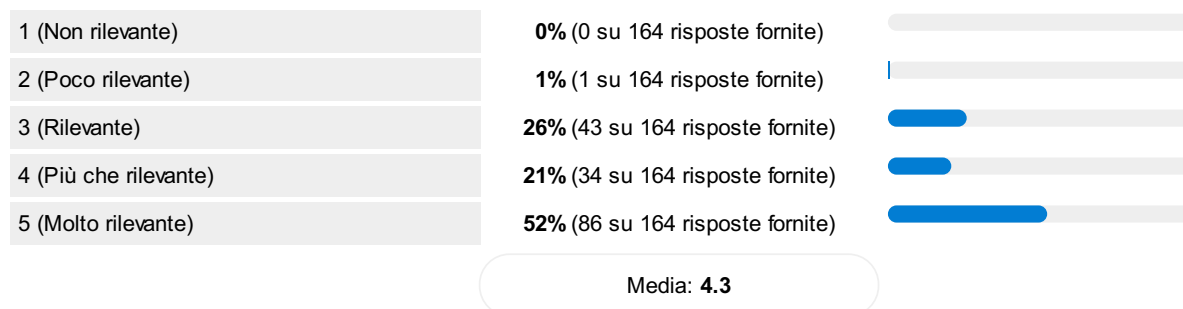 1 (Non rilevante) 0% (0 su 164 risposte fornite)
2 (Poco rilevante) 1% (1 su 164 risposte fornite)
3 (Rilevante) 26% (43 su 164 risposte fornite)
4 (Più che rilevante) 21% (34 su 164 risposte fornite)
5 (Molto rilevante) 52% (86 su 164 risposte fornite)
Media: 4.3